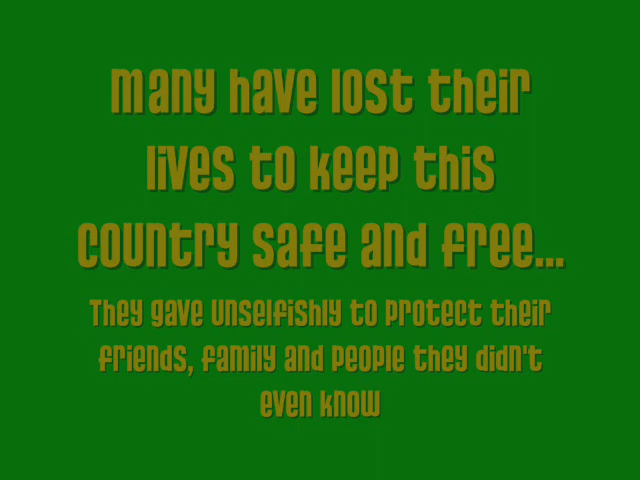 Many have lost their
lives to keep this
country safe and free...
They gave unselfishly to protect their
friends, family and people they didn't
even know